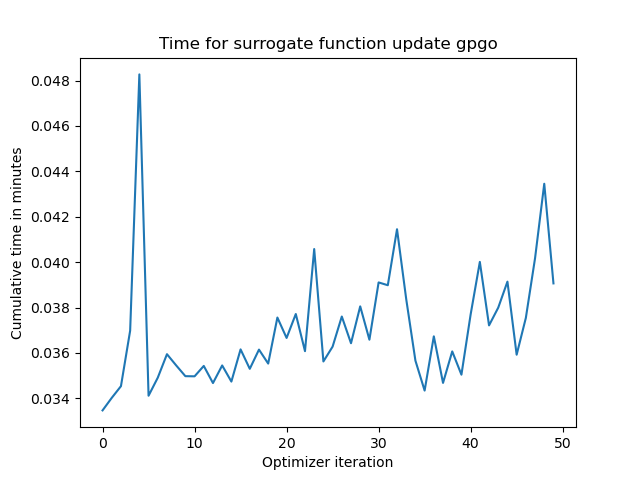 Time for surrogate function update gpgo
0.048
0.046
0.044
0.042
0.040
0.038
0.036
0.034
Cumulative time in minutes
0 10 20 30 40 50
Optimizer iteration